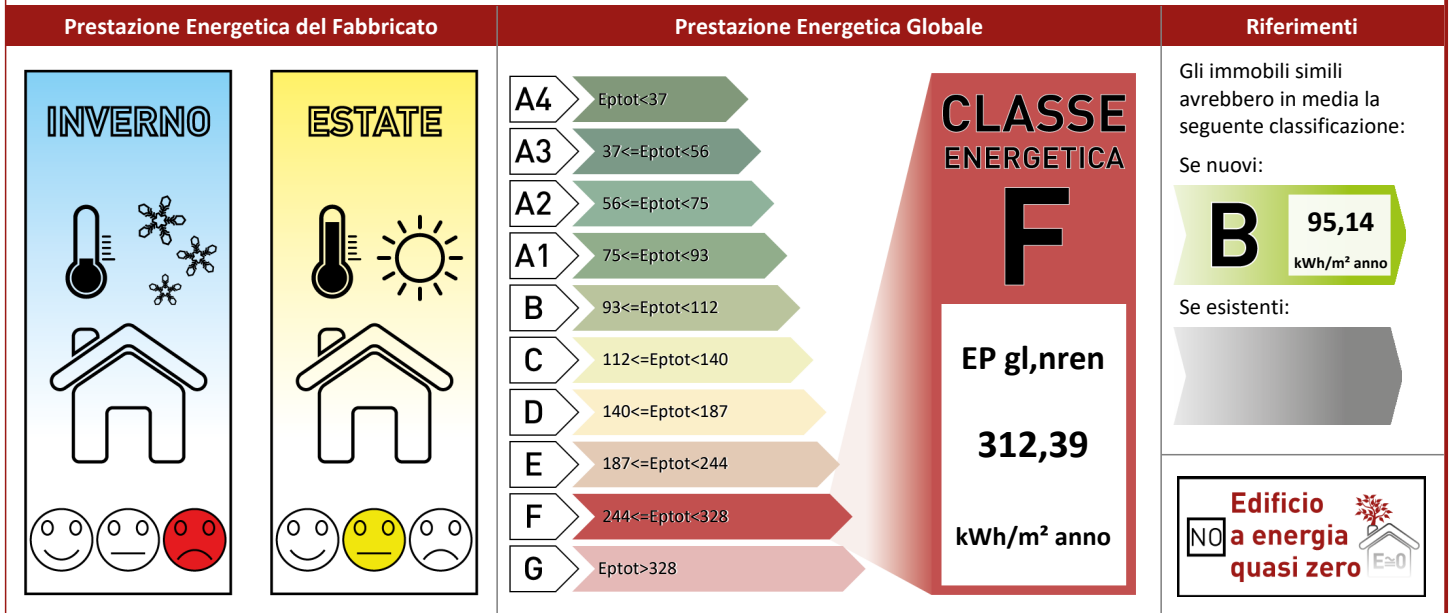 Prestazione Energetica del Fabbricato
Prestazione Energetica Globale
Riferimenti
INVERNO
ESTATE
A4 Eptot<37
A3 37<=Eptot<56
A2 56<=Eptot<75
A1 75<=Eptot<93
B 93<=Eptot<112
C 112<=Eptot<140
D 140<=Eptot<187
E 187<=Eptot<244
F 244<=Eptot<328
G Eptot>328
CLASSE
ENERGETICA
F
EP gl,nren
312,39
kWh/m² anno
Gli immobili simili
avrebbero in media la
seguente classificazione:
Se nuovi:
B 95,14
kWh/m² anno
Se esistenti:
Edificio
NO a energia
quasi zero
E≅0